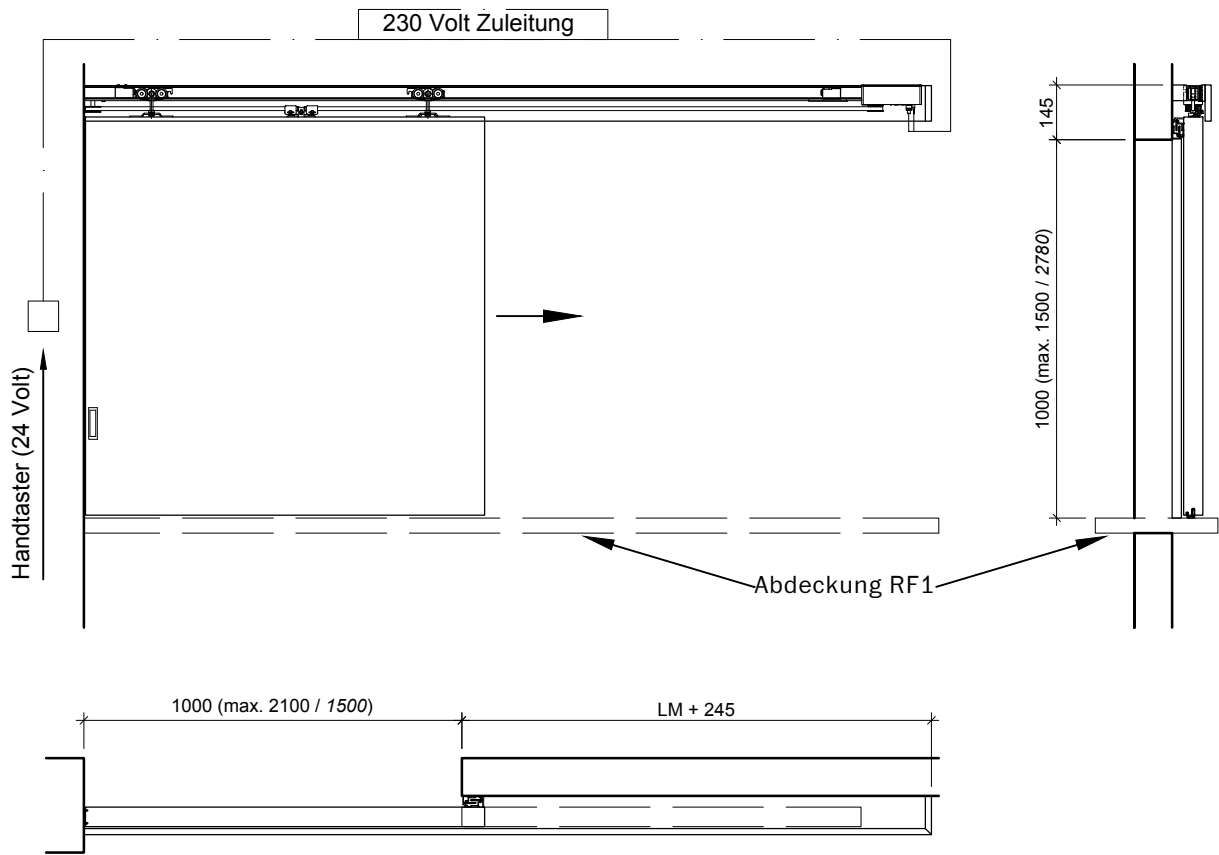 230 Volt Zuleitung
145
1000 (max. 1500 / 2780)
Handtaster (24 Volt)
Abdeckung RF1
1000 (max. 2100 / 1500)
LM + 245